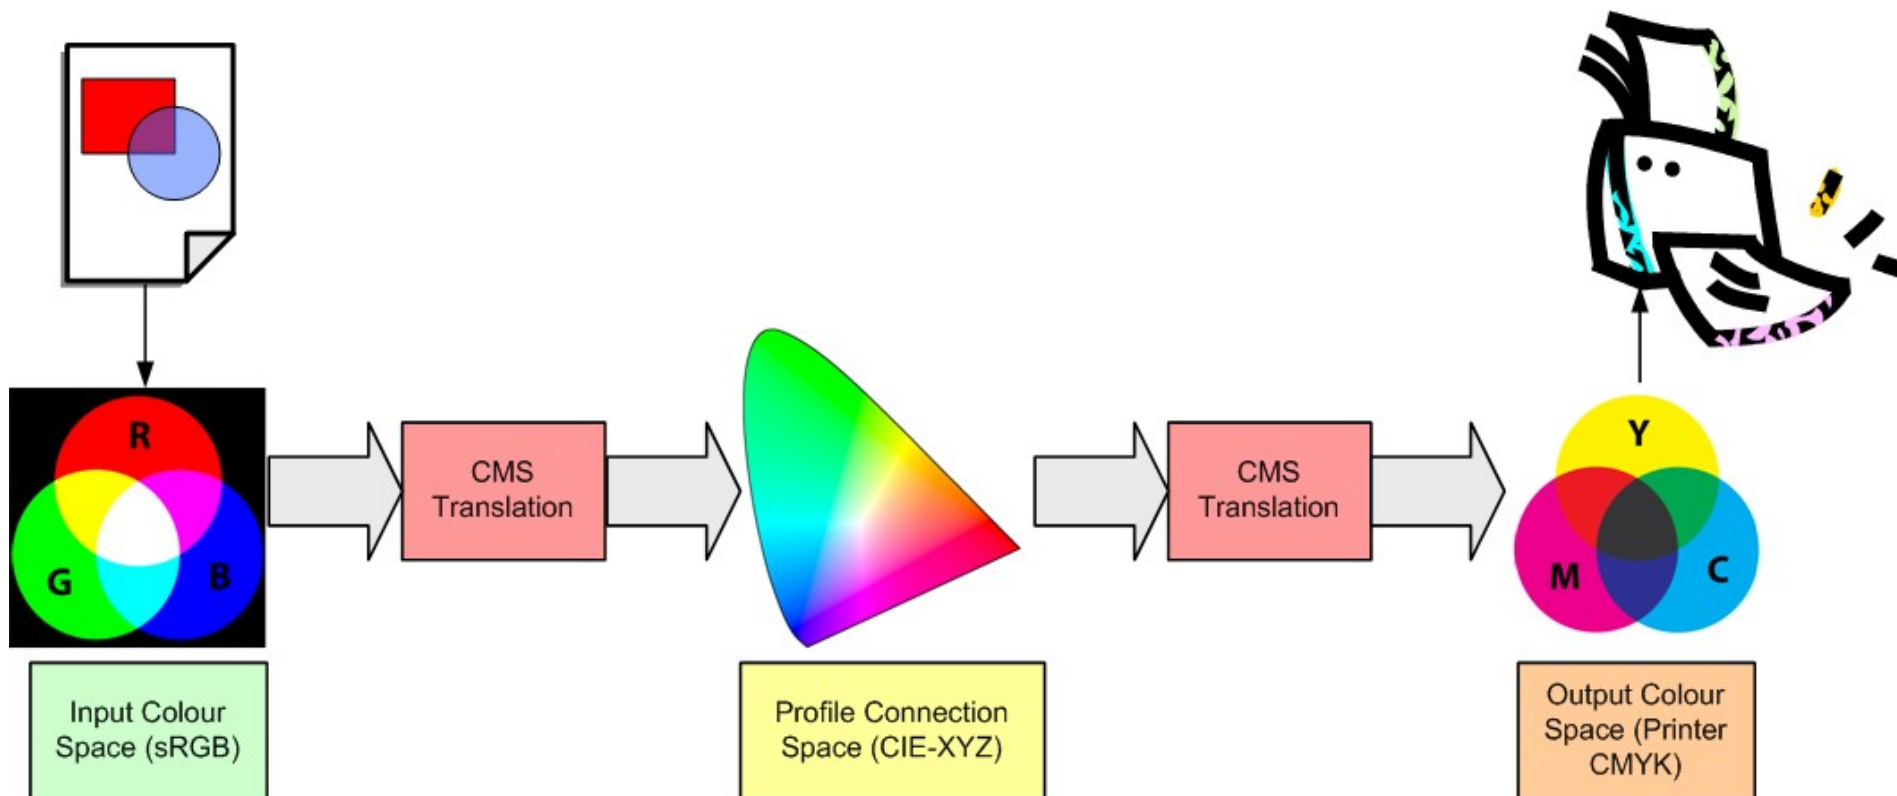 R
G
B
CMS
Translation
CMS
Translation
Y
M
C
Input Colour
Space (sRGB)
Profile Connection
Space (CIE-XYZ)
Output Colour
Space (Printer
CMYK)